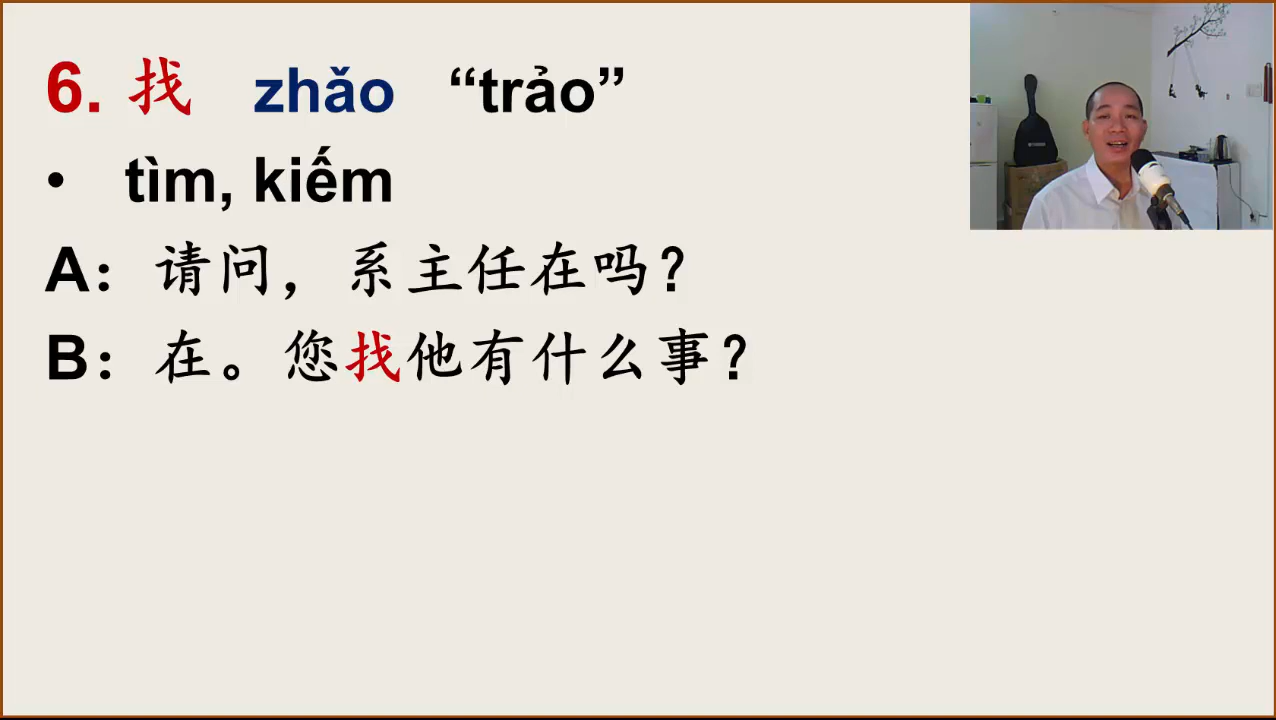 6. 找 zhǎo “trảo”
• tìm, kiếm
A：请问，系主任在吗？
B：在。您找他有什么事？